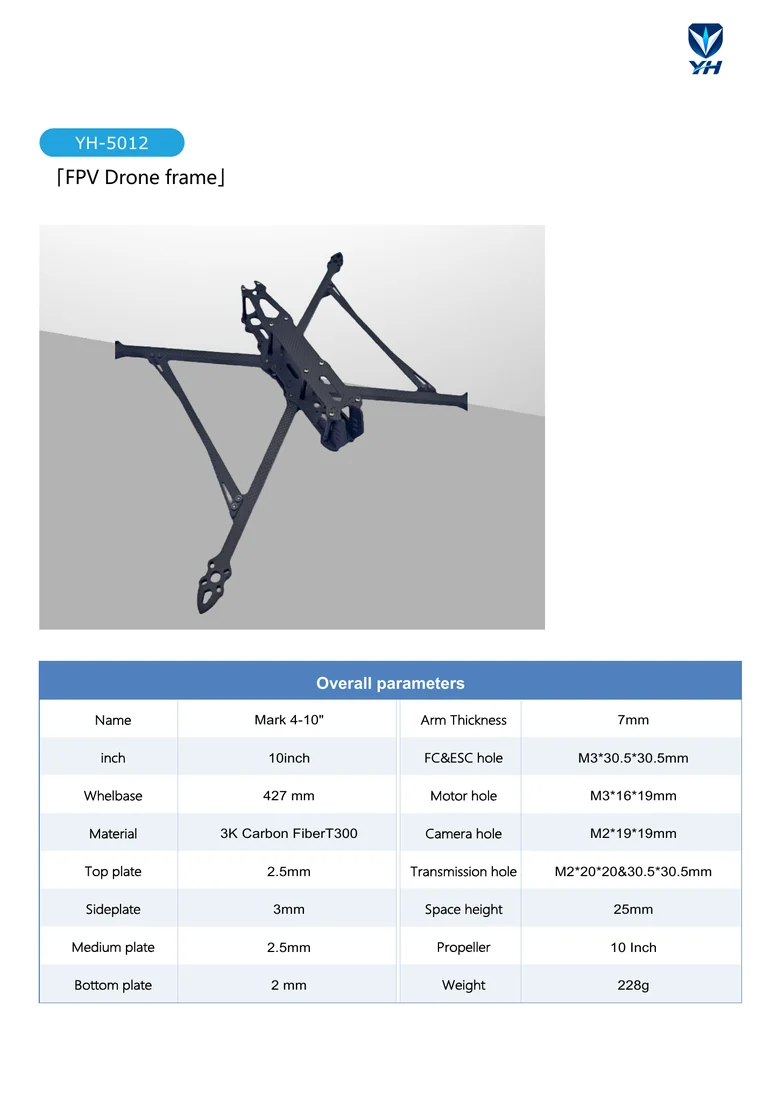 YH
YH-5012
「FPV Drone frame」
Overall parameters
Name Mark 4-10" Arm Thickness 7mm
inch 10inch FC&ESC hole M3*30.5*30.5mm
Whelbase 427 mm Motor hole M3*16*19mm
Material 3K Carbon FiberT300 Camera hole M2*19*19mm
Top plate 2.5mm Transmission hole M2*20*20&30.5*30.5mm
Sideplate 3mm Space height 25mm
Medium plate 2.5mm Propeller 10 Inch
Bottom plate 2 mm Weight 228g